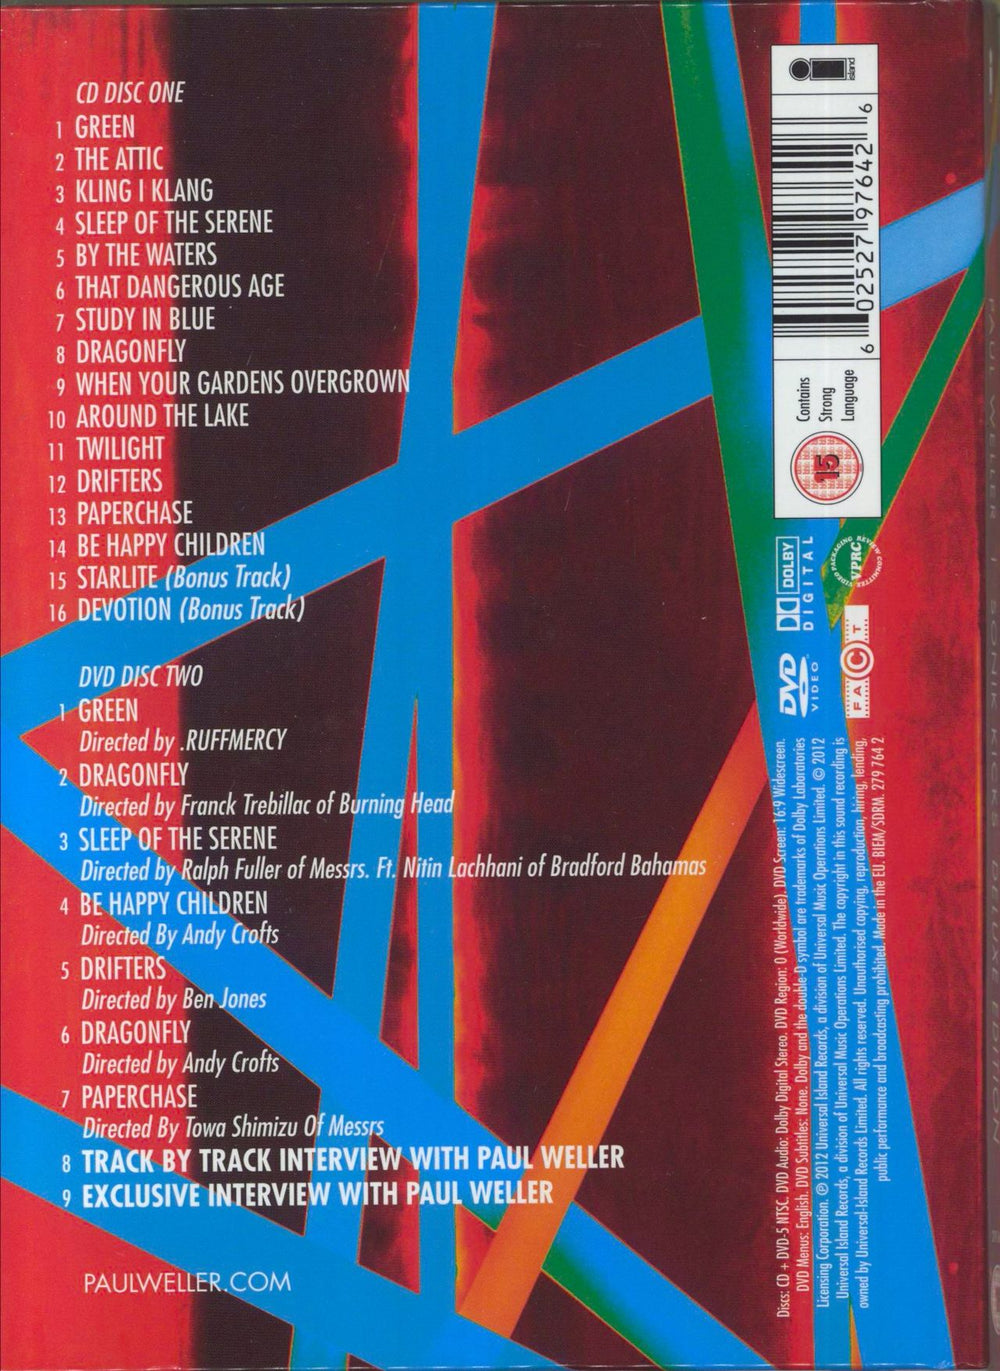 CD DISC ONE
1 GREEN
2 THE ATTIC
3 KLING I KLANG
4 SLEEP OF THE SERENE
5 BY THE WATERS
6 THAT DANGEROUS AGE
7 STUDY IN BLUE
8 DRAGONFLY
9 WHEN YOUR GARDENS OVERGROWN
10 AROUND THE LAKE
11 TWILIGHT
12 DRIFTERS
13 PAPERCHASE
14 BE HAPPY CHILDREN
15 STARLITE (Bonus Track)
16 DEVOTION (Bonus Track)
DVD DISC TWO
1 GREEN
Directed by .RUFFMERCY
2 DRAGONFLY
Directed by Franck Trebillac of Burning Head
3 SLEEP OF THE SERENE
Directed by Ralph Fuller of Messrs. Ft. Nitin Lachhani of Bradford Bahamas
4 BE HAPPY CHILDREN
Directed By Andy Crofts
5 DRIFTERS
Directed by Ben Jones
6 DRAGONFLY
Directed by Andy Crofts
7 PAPERCHASE
Directed By Towa Shimizu Of Messrs
8 TRACK BY TRACK INTERVIEW WITH PAUL WELLER
9 EXCLUSIVE INTERVIEW WITH PAUL WELLER
PAULWELLER.COM
island
6 02527 97642 6
Contains
Strong
Language
15
DOLBY
DIGITAL
VIDEO PACKAGING REVIEW COMMITTEE
VPRC
DVD
VIDEO
FACT
Discs: CD + DVD-5 NTSC. DVD Audio: Dolby Digital Stereo. DVD Region: 0 (Worldwide). DVD Screen: 16:9 Widescreen.
DVD Menus: English. DVD Subtitles: None. Dolby and the double-D symbol are trademarks of Dolby Laboratories
Licensing Corporation. ℗ 2012 Universal Island Records, a division of Universal Music Operations Limited. © 2012
Universal Island Records, a division of Universal Music Operations Limited. The copyright in this sound recording is
owned by Universal-Island Records Limited. All rights reserved. Unauthorised copying, reproduction, hiring, lending,
public performance and broadcasting prohibited. Made in the EU. BIEM/SDRM. 279 764 2
PAUL WELLER